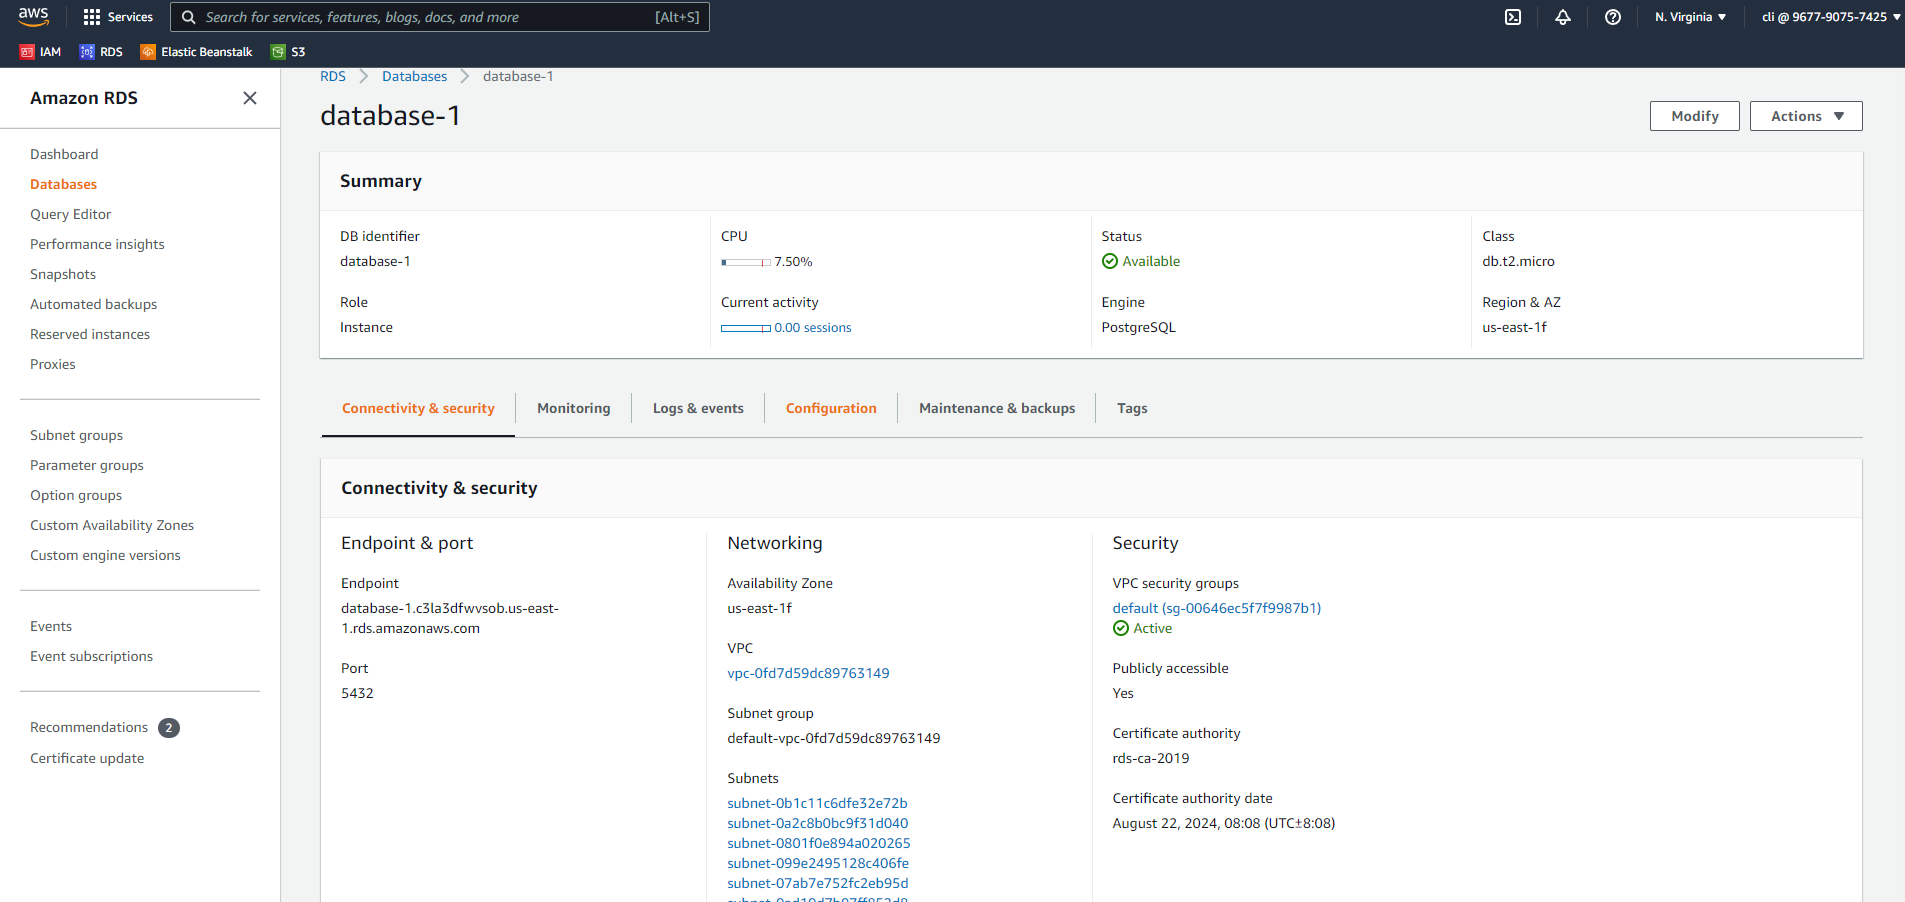 aws
Services
Search for services, features, blogs, docs, and more
[Alt+S]
N. Virginia
cli @ 9677-9075-7425
IAM
RDS
Elastic Beanstalk
S3
Amazon RDS
Dashboard
Databases
Query Editor
Performance insights
Snapshots
Automated backups
Reserved instances
Proxies
Subnet groups
Parameter groups
Option groups
Custom Availability Zones
Custom engine versions
Events
Event subscriptions
Recommendations 2
Certificate update
RDS
Databases
database-1
database-1
Modify
Actions
Summary
DB identifier
database-1
CPU
7.50%
Status
Available
Class
db.t2.micro
Role
Instance
Current activity
0.00 sessions
Engine
PostgreSQL
Region & AZ
us-east-1f
Connectivity & security
Monitoring
Logs & events
Configuration
Maintenance & backups
Tags
Connectivity & security
Endpoint & port
Endpoint
database-1.c3la3dfwvsob.us-east-
1.rds.amazonaws.com
Port
5432
Networking
Availability Zone
us-east-1f
VPC
vpc-0fd7d59dc89763149
Subnet group
default-vpc-0fd7d59dc89763149
Subnets
subnet-0b1c11c6dfe32e72b
subnet-0a2c8b0bc9f31d040
subnet-0801f0e894a020265
subnet-099e2495128c406fe
subnet-07ab7e752fc2eb95d
Security
VPC security groups
default (sg-00646ec5f7f9987b1)
Active
Publicly accessible
Yes
Certificate authority
rds-ca-2019
Certificate authority date
August 22, 2024, 08:08 (UTC±8:08)